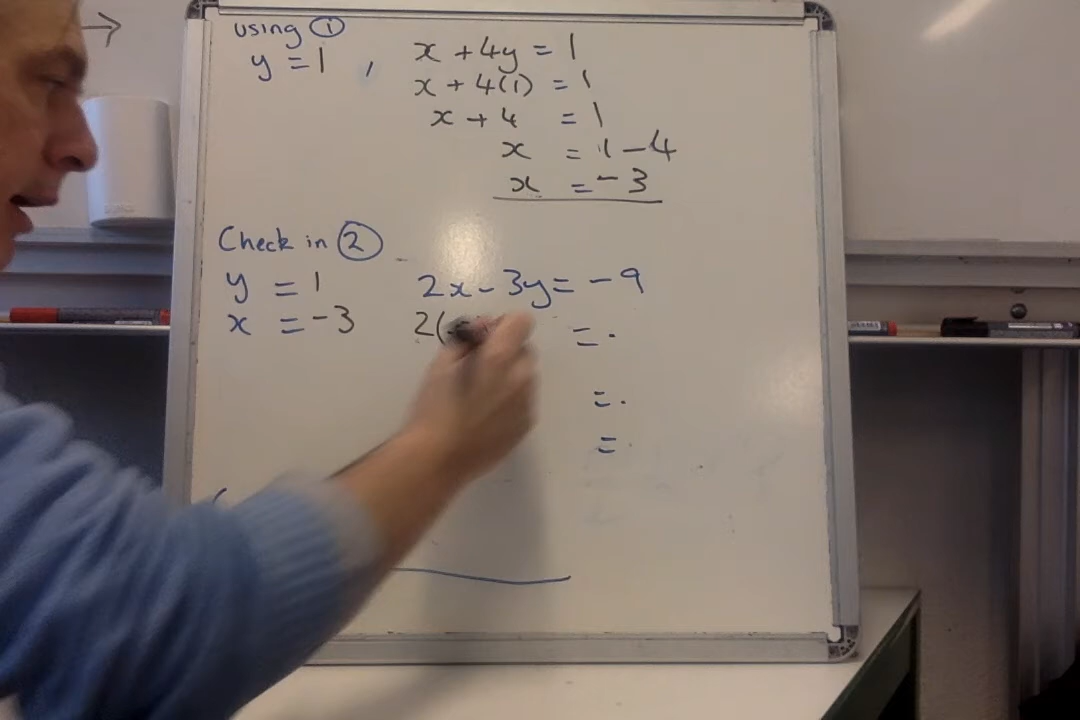 using ①
y = 1 , x + 4y = 1
x + 4(1) = 1
x + 4 = 1
x = 1 - 4
x = -3
Check in ②
y = 1 2x - 3y = -9
x = -3 2( =
=
=
(